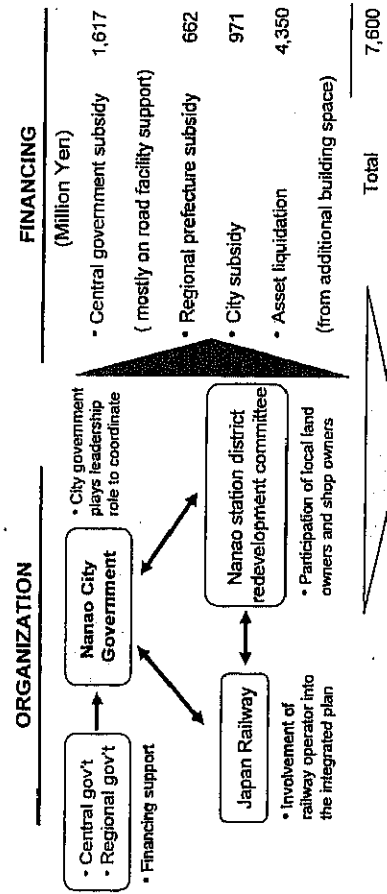 ORGANIZATION
• Central gov't
• Regional gov't
• Financing support
Nanao City
Government
• City government
plays leadership
role to coordinate
Japan Railway
• Involvement of
railway operator into
the integrated plan
Nanao station district
redevelopment committee
• Participation of local land
owners and shop owners
FINANCING
(Million Yen)
• Central government subsidy 1,617
( mostly on road facility support)
• Regional prefecture subsidy 662
• City subsidy 971
• Asset liquidation 4,350
(from additional building space)
Total 7,600